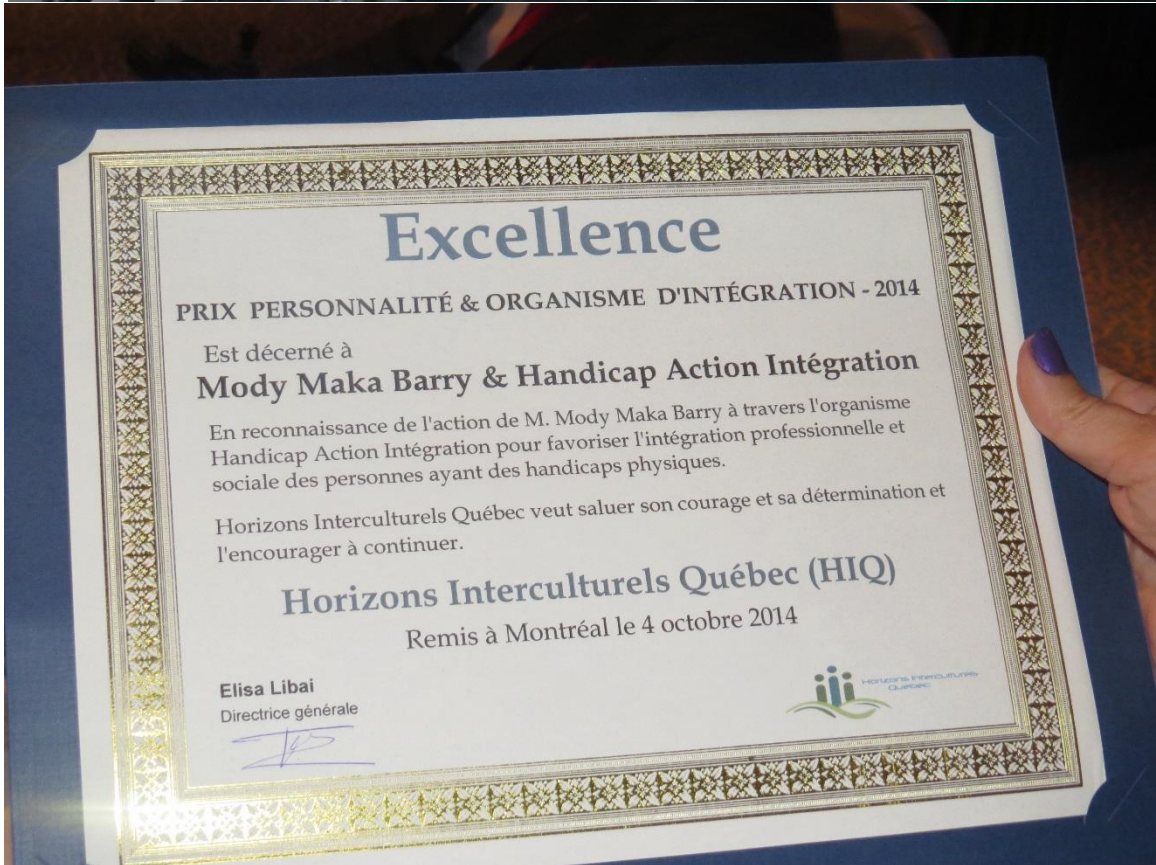 Excellence
PRIX PERSONNALITÉ & ORGANISME D'INTÉGRATION - 2014
Est décerné à
Mody Maka Barry & Handicap Action Intégration
En reconnaissance de l'action de M. Mody Maka Barry à travers l'organisme
Handicap Action Intégration pour favoriser l'intégration professionnelle et
sociale des personnes ayant des handicaps physiques.
Horizons Interculturels Québec veut saluer son courage et sa détermination et
l'encourager à continuer.
Horizons Interculturels Québec (HIQ)
Remis à Montréal le 4 octobre 2014
Elisa Libai
Directrice générale
Horizons Interculturels
Québec